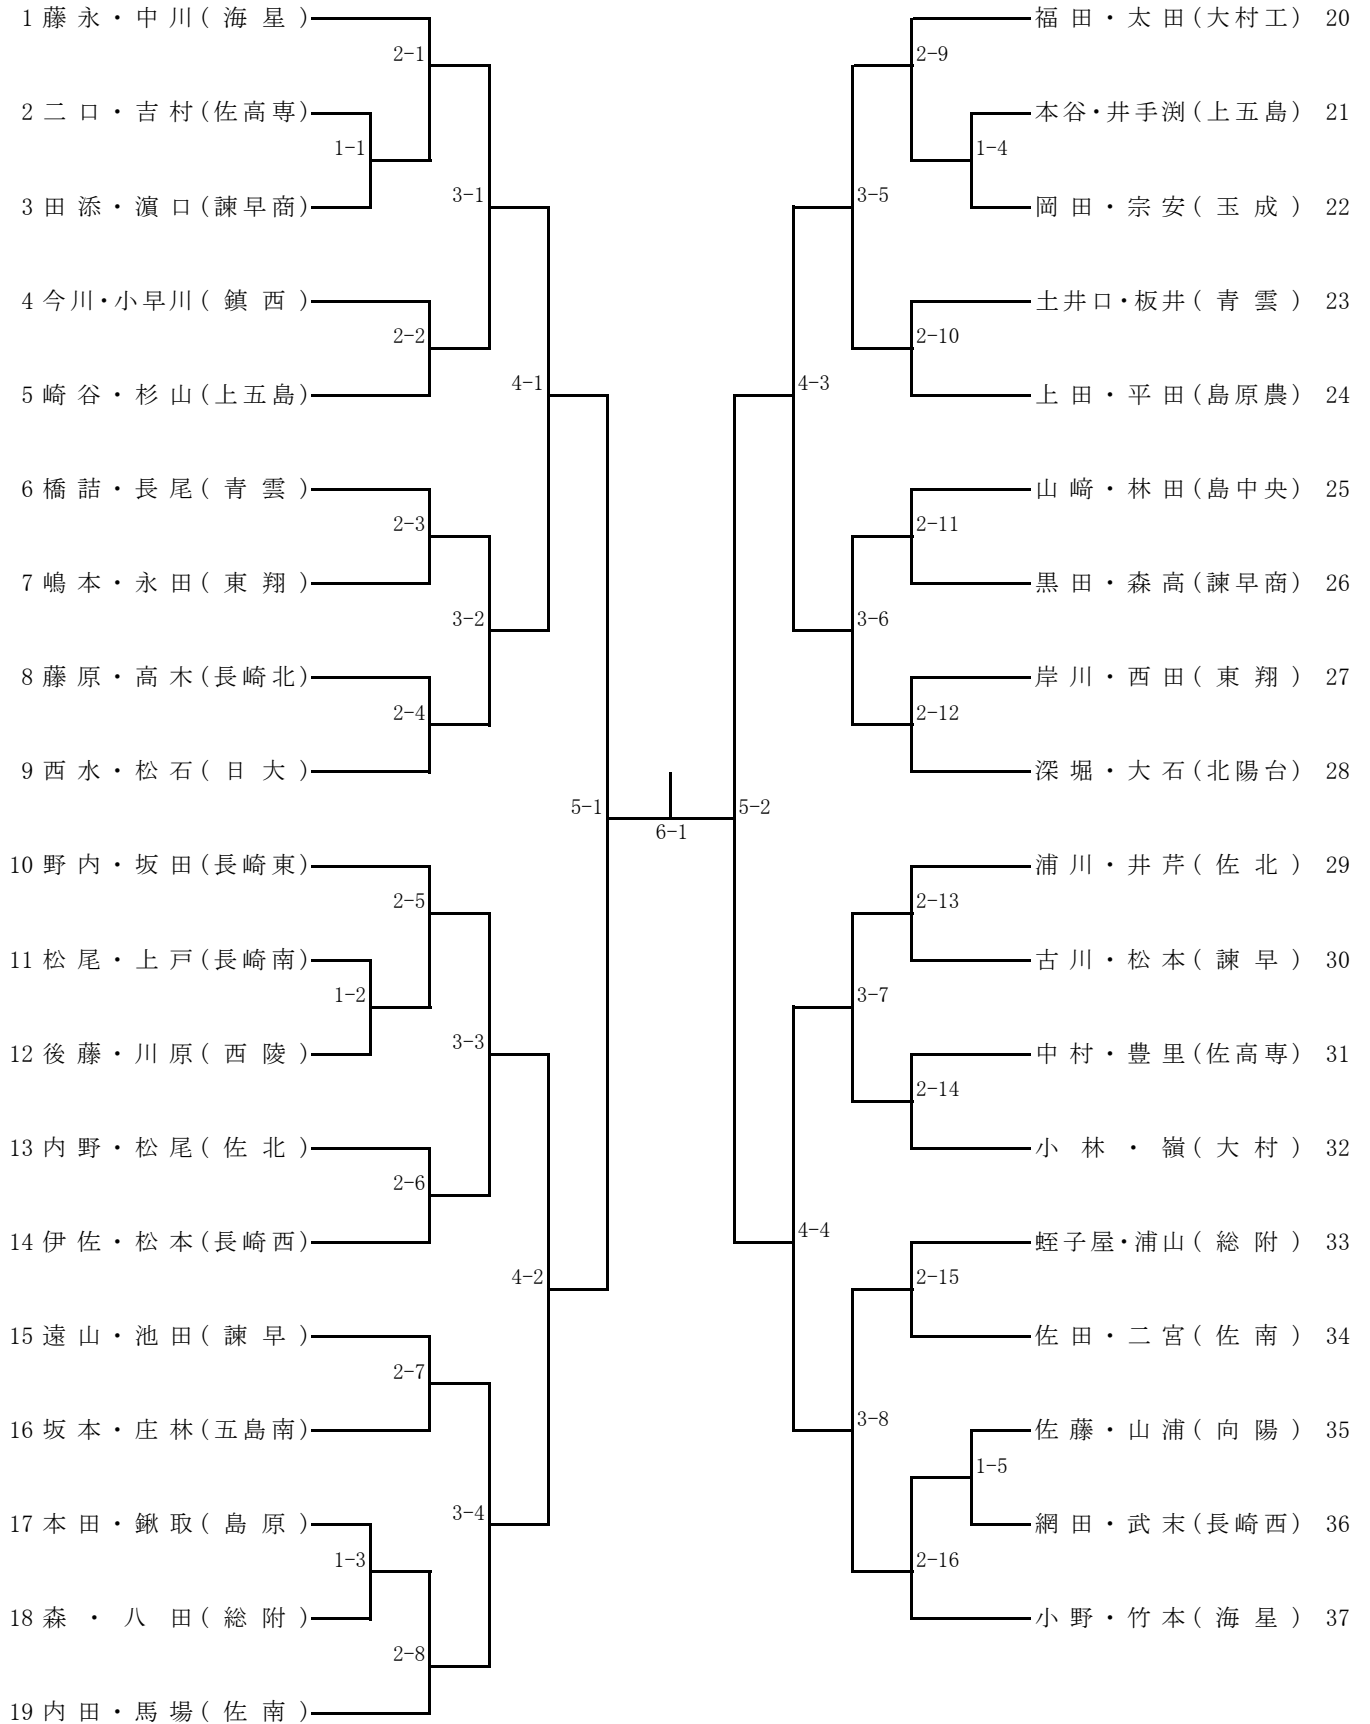 1 藤永・中川(海星)
2-1
2 二口・吉村(佐高専)
1-1
3 田添・濵口(諫早商)
3-1
4 今川・小早川(鎮西)
2-2
5 崎谷・杉山(上五島)
4-1
6 橋詰・長尾(青雲)
2-3
7 嶋本・永田(東翔)
3-2
8 藤原・高木(長崎北)
2-4
9 西水・松石(日大)
5-1
10 野内・坂田(長崎東)
2-5
11 松尾・上戸(長崎南)
1-2
12 後藤・川原(西陵)
3-3
13 内野・松尾(佐北)
2-6
14 伊佐・松本(長崎西)
4-2
15 遠山・池田(諫早)
2-7
16 坂本・庄林(五島南)
3-4
17 本田・鍬取(島原)
1-3
18 森・八田(総附)
2-8
19 内田・馬場(佐南)
6-1
福田・太田(大村工) 20
2-9
本谷・井手渕(上五島) 21
1-4
岡田・宗安(玉成) 22
3-5
土井口・板井(青雲) 23
2-10
上田・平田(島原農) 24
4-3
山﨑・林田(島中央) 25
2-11
黒田・森高(諫早商) 26
3-6
岸川・西田(東翔) 27
2-12
深堀・大石(北陽台) 28
5-2
浦川・井芹(佐北) 29
2-13
古川・松本(諫早) 30
3-7
中村・豊里(佐高専) 31
2-14
小林・嶺(大村) 32
4-4
蛭子屋・浦山(総附) 33
2-15
佐田・二宮(佐南) 34
3-8
佐藤・山浦(向陽) 35
1-5
網田・武末(長崎西) 36
2-16
小野・竹本(海星) 37